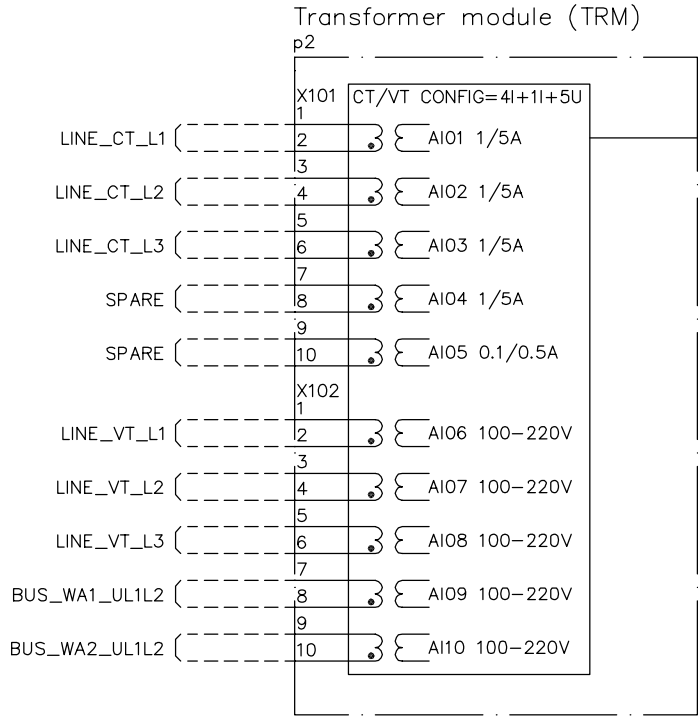 Transformer module (TRM)
p2
X101 CT/VT CONFIG=4I+1I+5U
1
LINE_CT_L1 2 AI01 1/5A
3
LINE_CT_L2 4 AI02 1/5A
5
LINE_CT_L3 6 AI03 1/5A
7
SPARE 8 AI04 1/5A
9
SPARE 10 AI05 0.1/0.5A
X102
1
LINE_VT_L1 2 AI06 100-220V
3
LINE_VT_L2 4 AI07 100-220V
5
LINE_VT_L3 6 AI08 100-220V
7
BUS_WA1_UL1L2 8 AI09 100-220V
9
BUS_WA2_UL1L2 10 AI10 100-220V